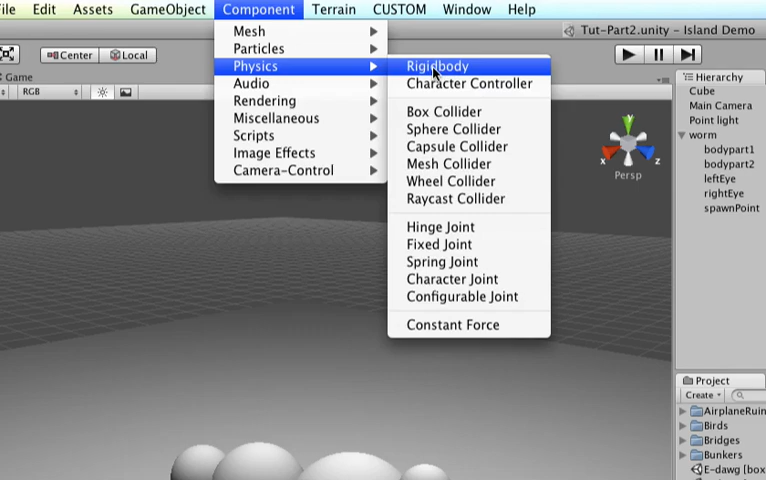 File Edit Assets GameObject Component Terrain CUSTOM Window Help
Tut-Part2.unity - Island Demo
Center Local
Game
RGB
Mesh
Particles
Physics
Audio
Rendering
Miscellaneous
Scripts
Image Effects
Camera-Control
Rigidbody
Character Controller
Box Collider
Sphere Collider
Capsule Collider
Mesh Collider
Wheel Collider
Raycast Collider
Hinge Joint
Fixed Joint
Spring Joint
Character Joint
Configurable Joint
Constant Force
y
x z
Persp
Hierarchy
Cube
Main Camera
Point light
worm
bodypart1
bodypart2
leftEye
rightEye
spawnPoint
Project
Create
AirplaneRuin
Birds
Bridges
Bunkers
E-dawg [box